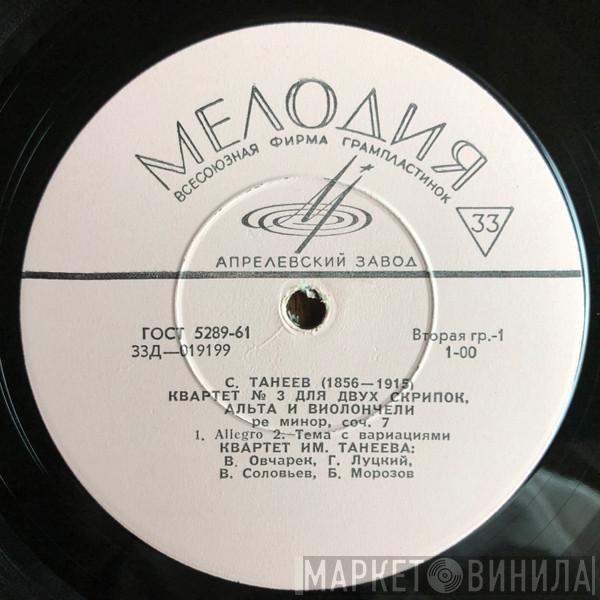 МЕЛОДИЯ
ВСЕСОЮЗНАЯ ФИРМА ГРАМПЛАСТИНОК
33
АПРЕЛЕВСКИЙ ЗАВОД
ГОСТ 5289-61
Вторая гр.-1
33Д—019199
1-00
С. ТАНЕЕВ (1856—1915)
КВАРТЕТ № 3 ДЛЯ ДВУХ СКРИПОК,
АЛЬТА И ВИОЛОНЧЕЛИ
ре минор, соч. 7
1. Allegro 2. Тема с вариациями
КВАРТЕТ ИМ. ТАНЕЕВА:
В. Овчарек, Г. Луцкий,
В. Соловьев, Б. Морозов
МАРКЕТ ВИНИЛА